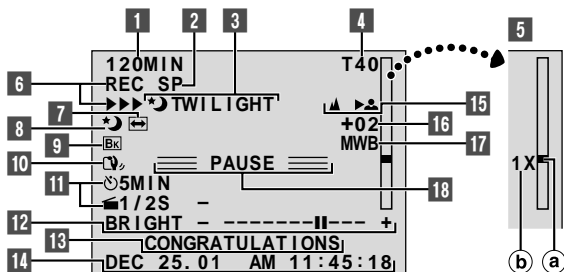 1 2 3 4 5
120MIN T40
6 REC SP
TWILIGHT
7 15
8 +02 16
9 BK MWB 17
10 PAUSE 1X
11 5MIN 18
1/2S –
12 BRIGHT – - - - - - - - - - - - - +
b a
13 CONGRATULATIONS
14 DEC 25.01 AM 11:45:18